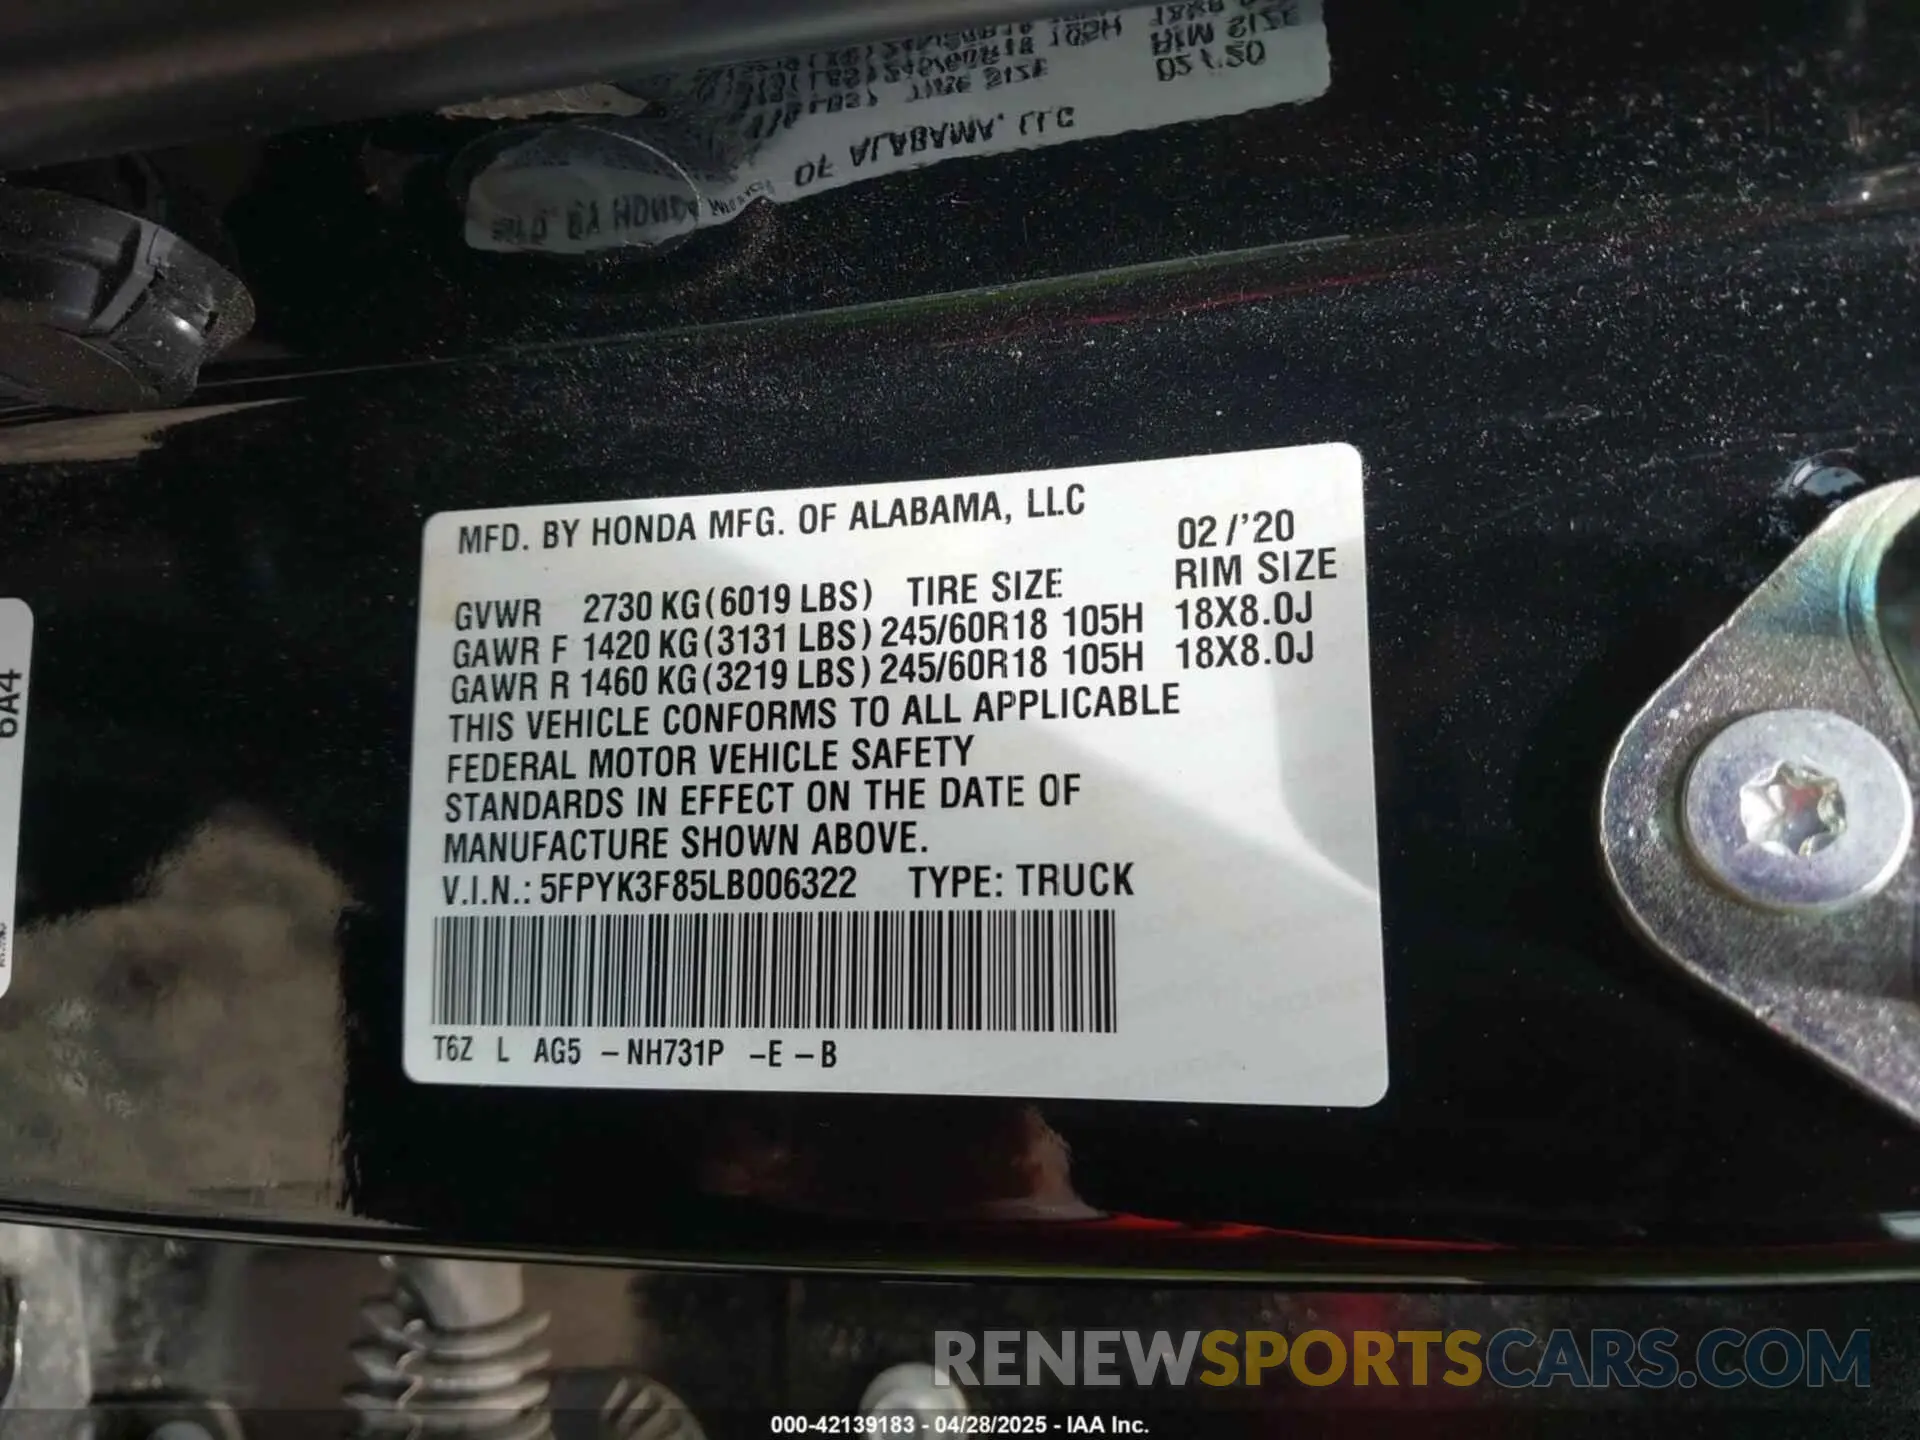 MFD. BY HONDA MFG. OF ALABAMA, LLC 02/'20
GVWR 2730 KG(6019 LBS) TIRE SIZE RIM SIZE
GAWR F 1420 KG(3131 LBS) 245/60R18 105H 18X8.0J
GAWR R 1460 KG(3219 LBS) 245/60R18 105H 18X8.0J
THIS VEHICLE CONFORMS TO ALL APPLICABLE
FEDERAL MOTOR VEHICLE SAFETY
STANDARDS IN EFFECT ON THE DATE OF
MANUFACTURE SHOWN ABOVE.
V.I.N.: 5FPYK3F85LB006322 TYPE: TRUCK
T6Z L AG5 -NH731P -E-B
6A4
RENEWSPORTSCARS.COM
000-42139183 - 04/28/2025 - IAA Inc.